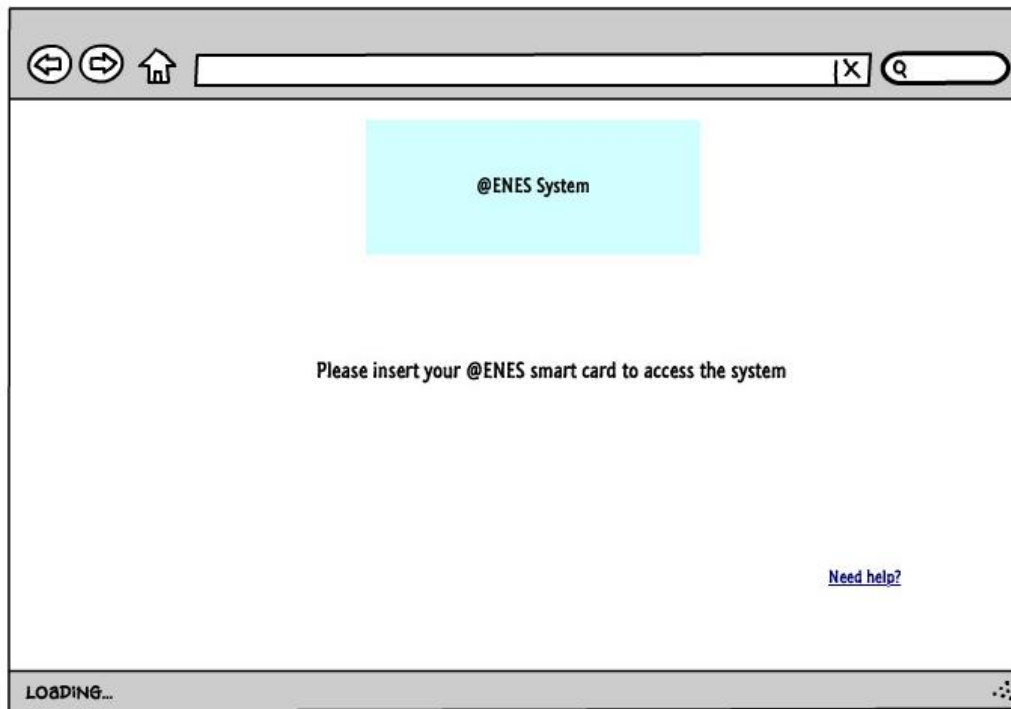 @ENES System
Please insert your @ENES smart card to access the system
Need help?
LOADING...